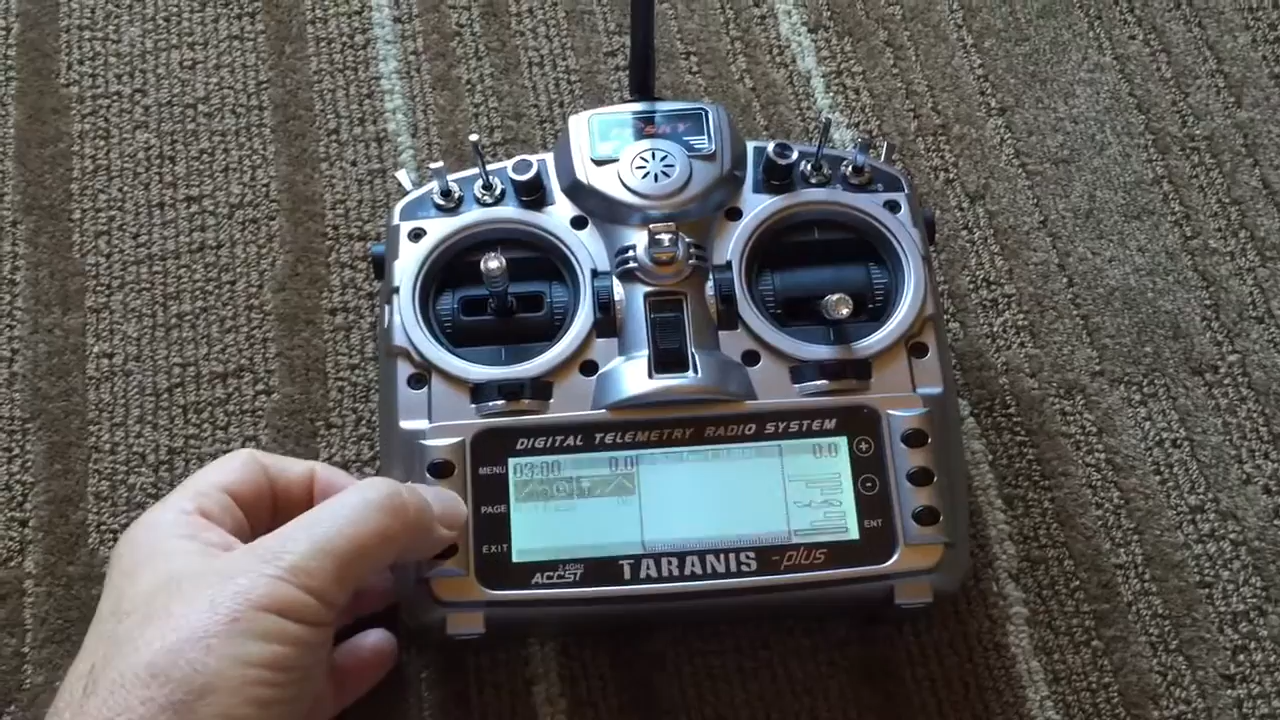 FrSKY
DIGITAL TELEMETRY RADIO SYSTEM
MENU
PAGE
EXIT
03:00 0.0
0.0
+
-
ENT
2.4GHz
ACCST
TARANIS -plus